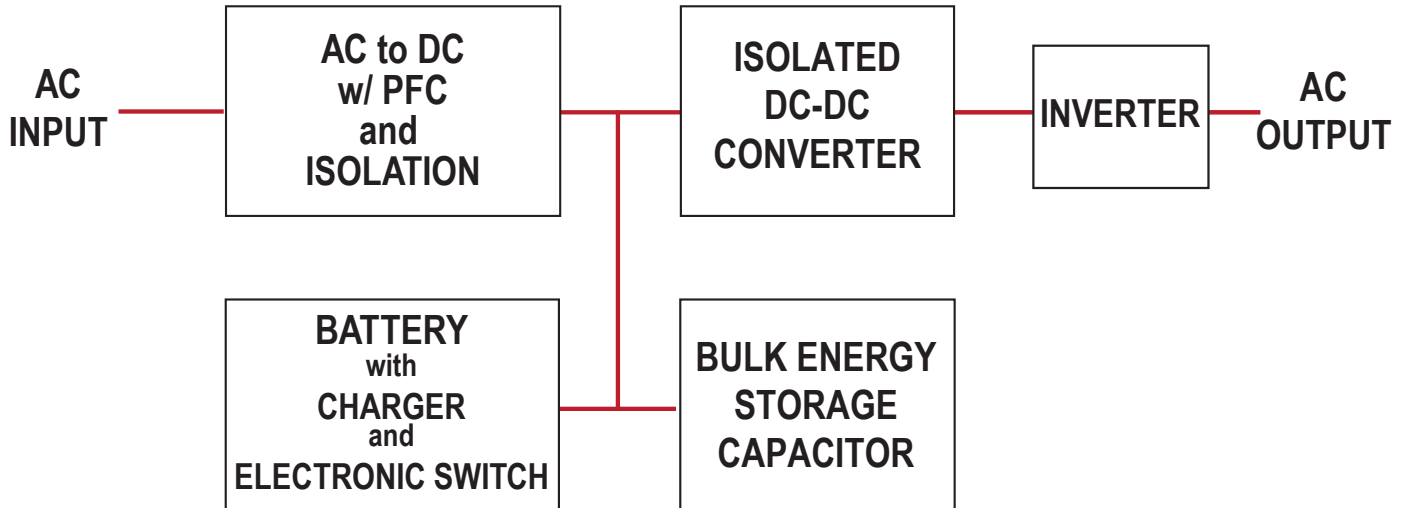 AC
INPUT
AC to DC
w/ PFC
and
ISOLATION
ISOLATED
DC-DC
CONVERTER
INVERTER
AC
OUTPUT
BATTERY
with
CHARGER
and
ELECTRONIC SWITCH
BULK ENERGY
STORAGE
CAPACITOR